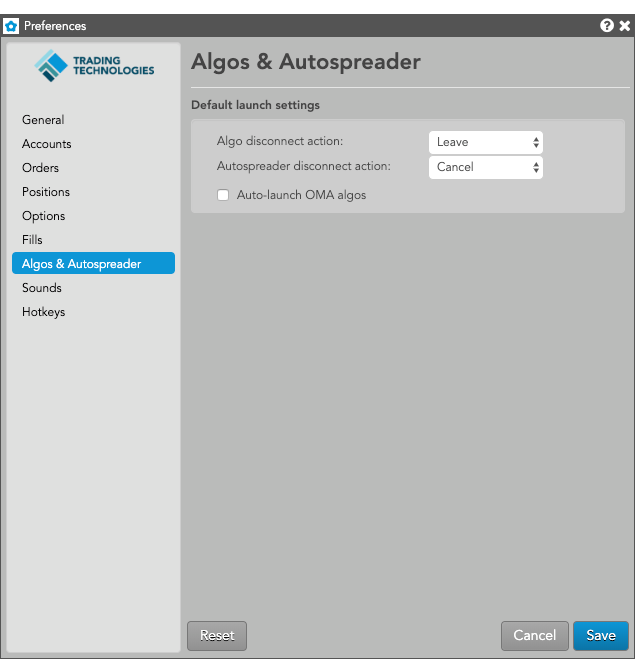 Preferences
TRADING
TECHNOLOGIES
General
Accounts
Orders
Positions
Options
Fills
Algos & Autospreader
Sounds
Hotkeys
Algos & Autospreader
Default launch settings
Algo disconnect action: Leave
Autospreader disconnect action: Cancel
Auto-launch OMA algos
Reset Cancel Save